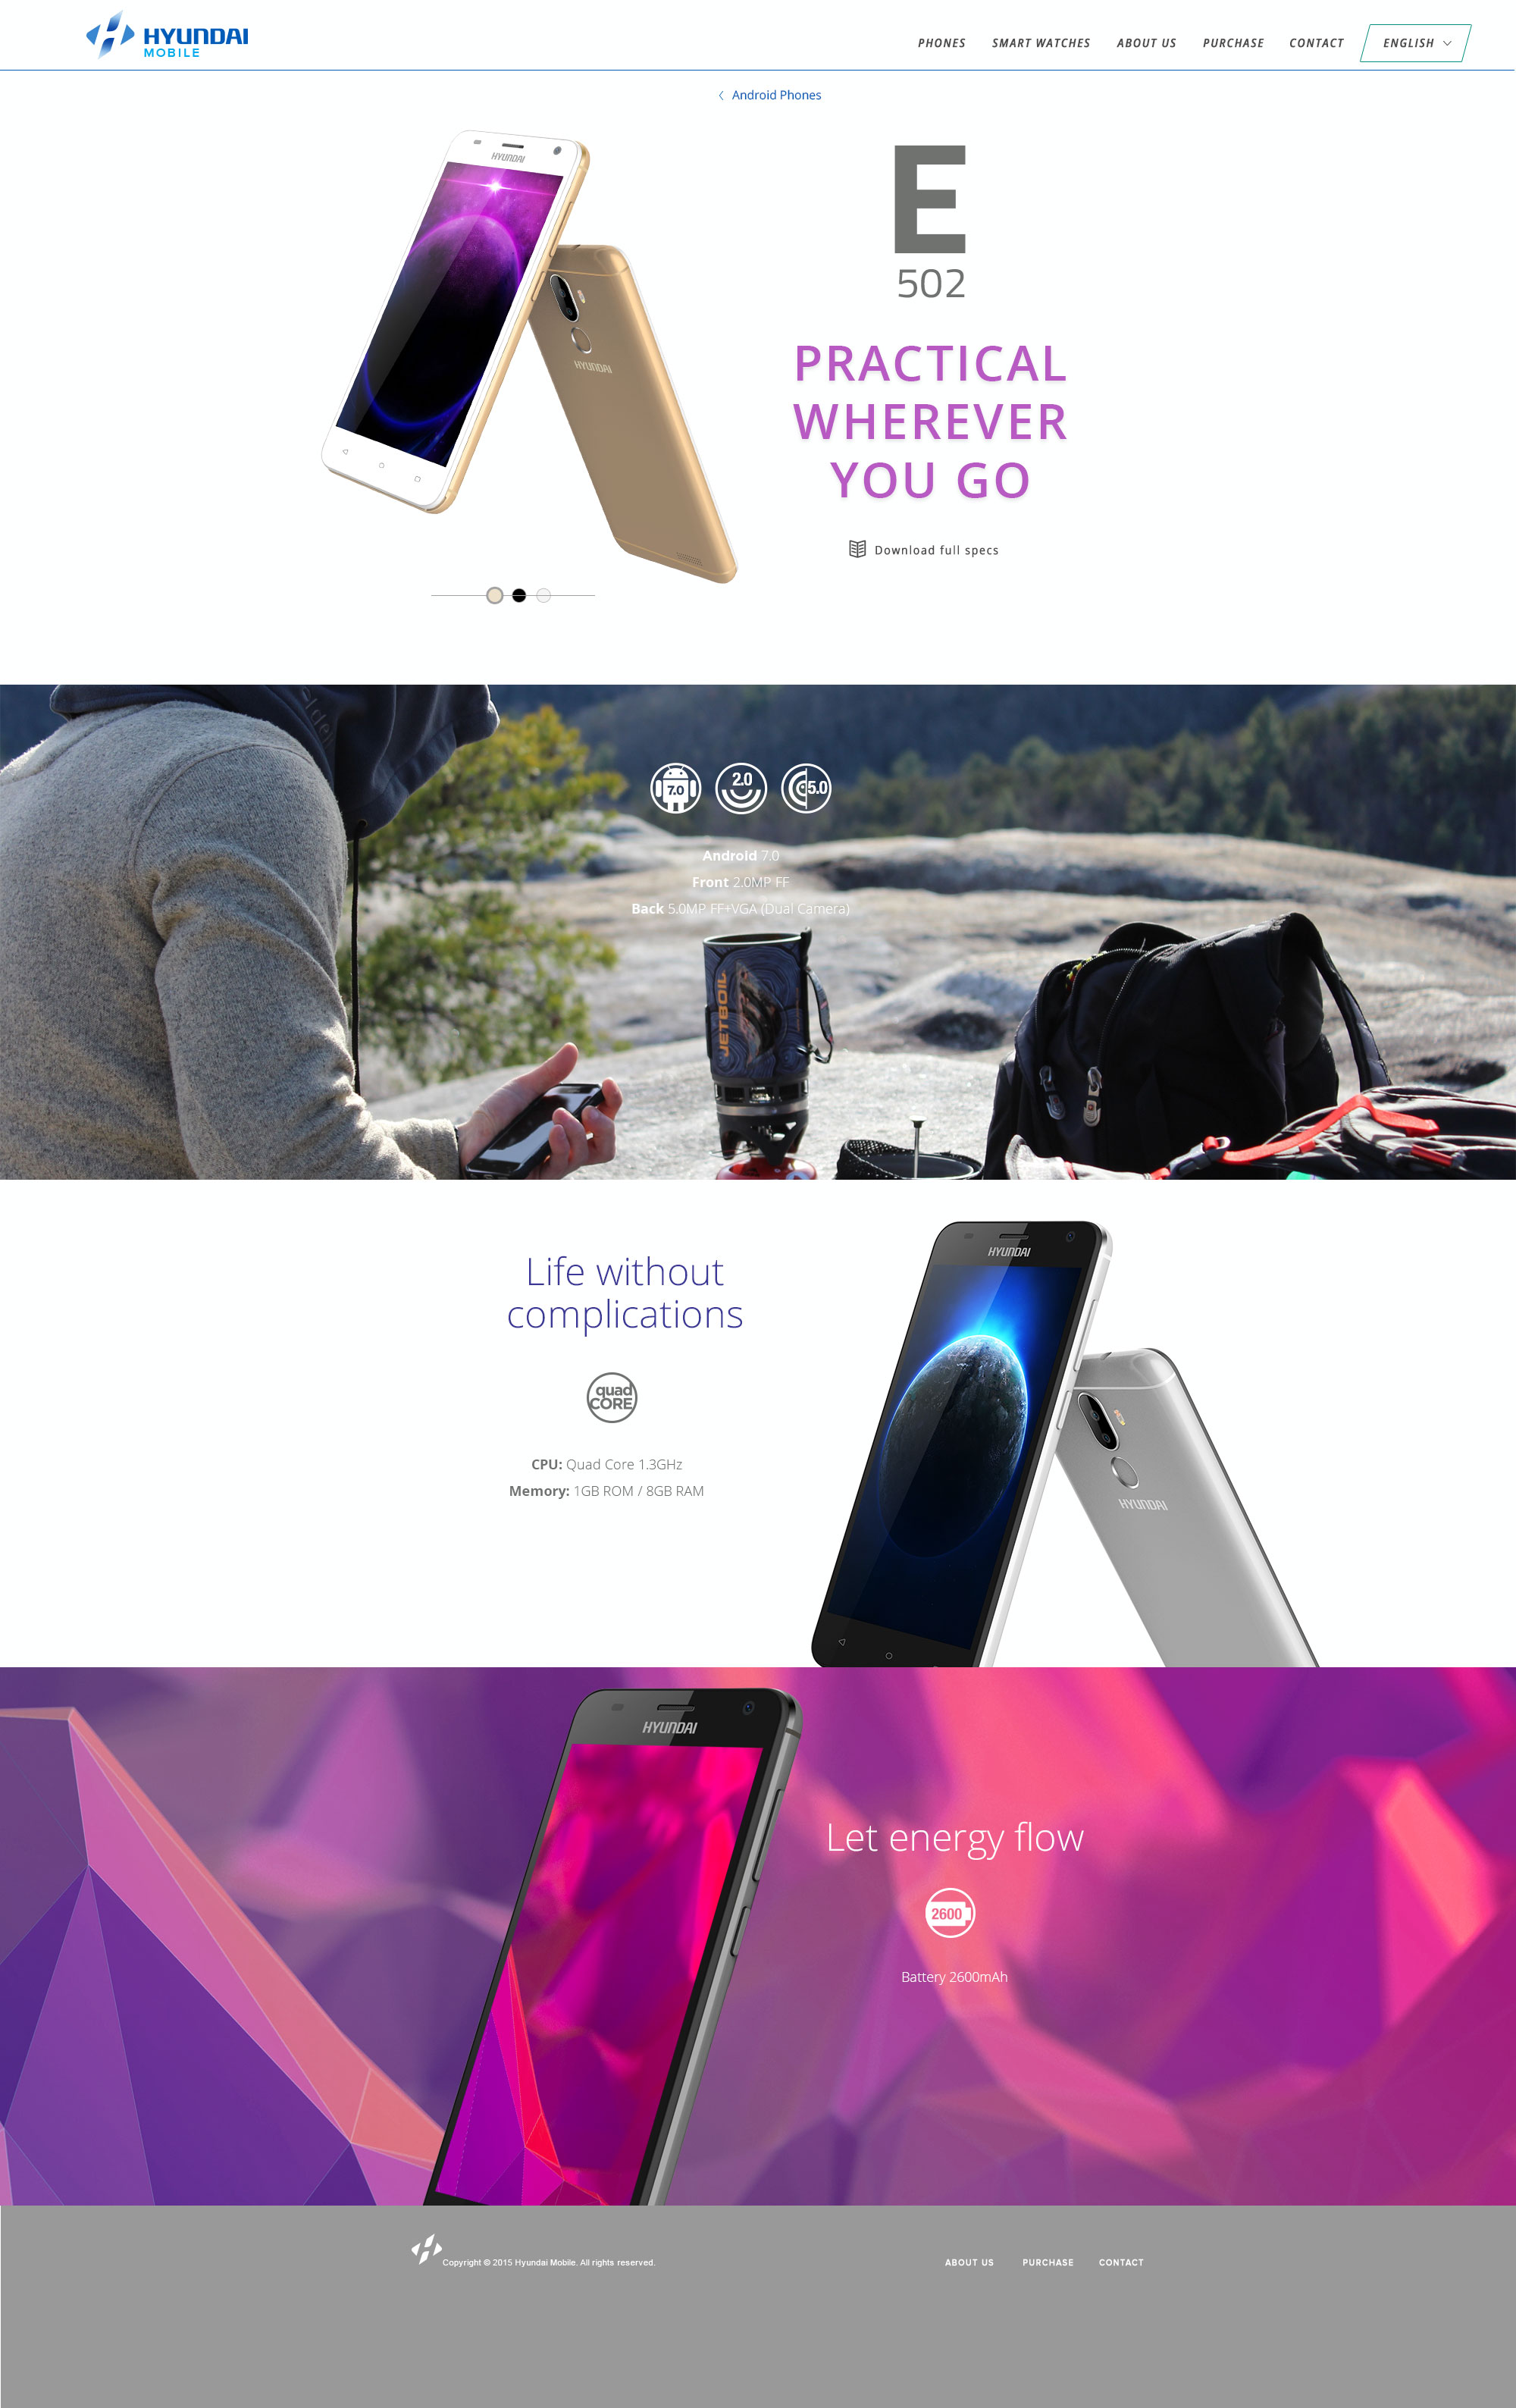 HYUNDAI
MOBILE
PHONES SMART WATCHES ABOUT US PURCHASE CONTACT ENGLISH
Android Phones
HYUNDAI
HYUNDAI
E
502
PRACTICAL
WHEREVER
YOU GO
Download full specs
7.0 2.0 5.0
Android 7.0
Front 2.0MP FF
Back 5.0MP FF+VGA (Dual Camera)
JETBOIL
Life without
complications
quad
CORE
CPU: Quad Core 1.3GHz
Memory: 1GB ROM / 8GB RAM
HYUNDAI
HYUNDAI
HYUNDAI
Let energy flow
2600
Battery 2600mAh
Copyright © 2015 Hyundai Mobile. All rights reserved.
ABOUT US PURCHASE CONTACT